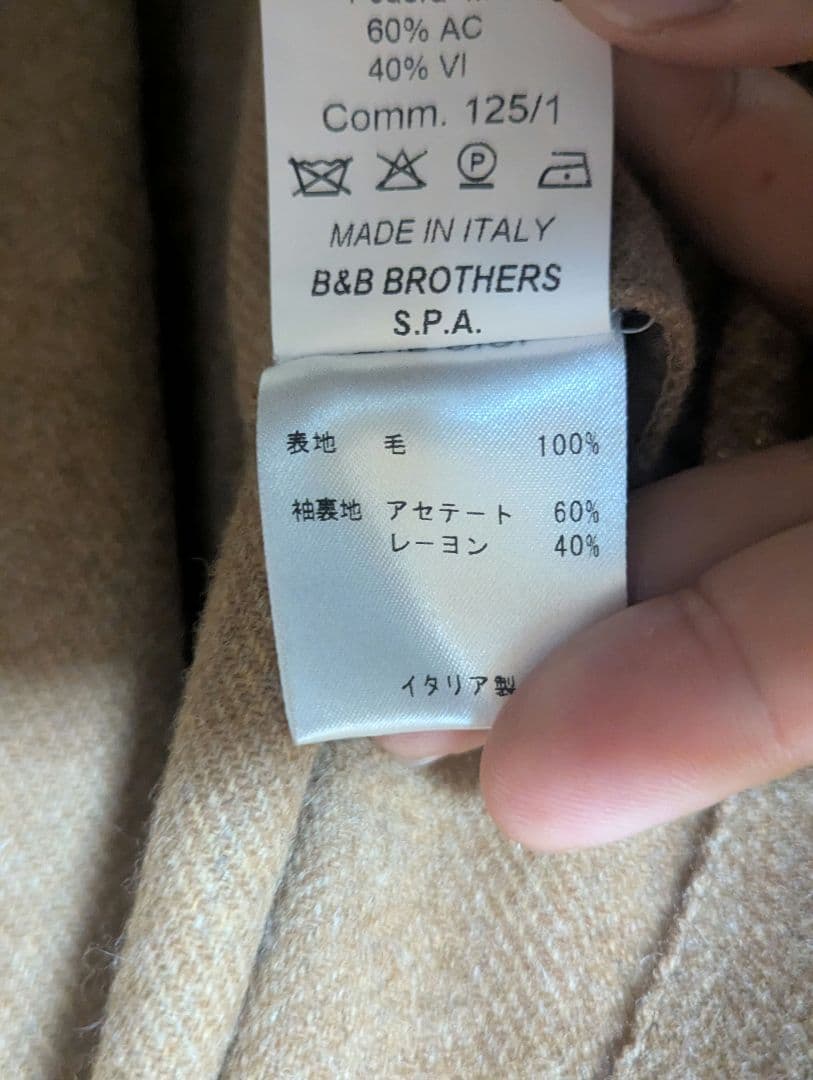 60% AC
40% VI
Comm. 125/1
P
MADE IN ITALY
B&B BROTHERS
S.P.A.
表地 毛 100%
袖裏地 アセテート 60%
レーヨン 40%
イタリア製